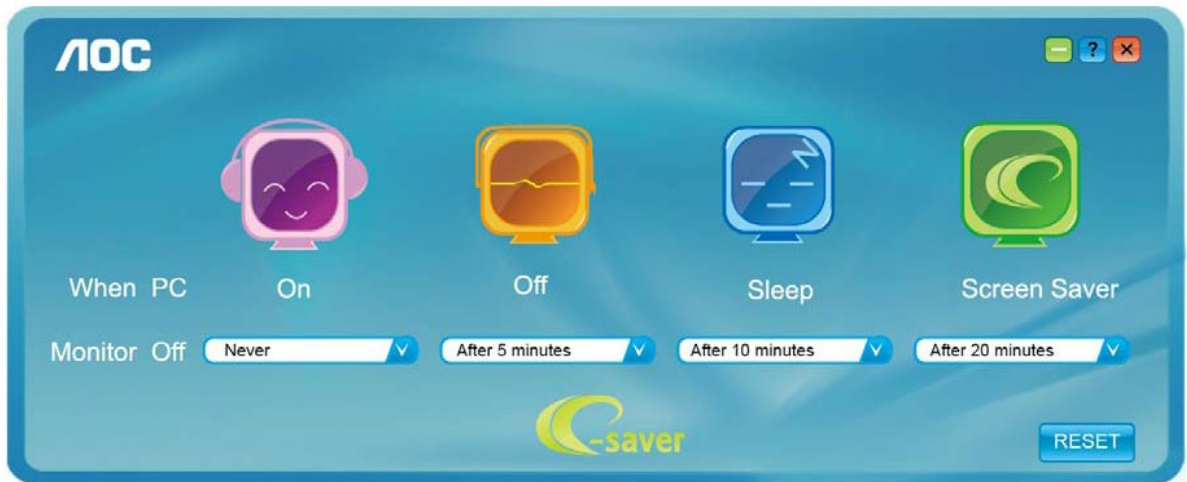 AOC
?
When PC On Off Sleep Screen Saver
Monitor Off Never After 5 minutes After 10 minutes After 20 minutes
e-saver
RESET